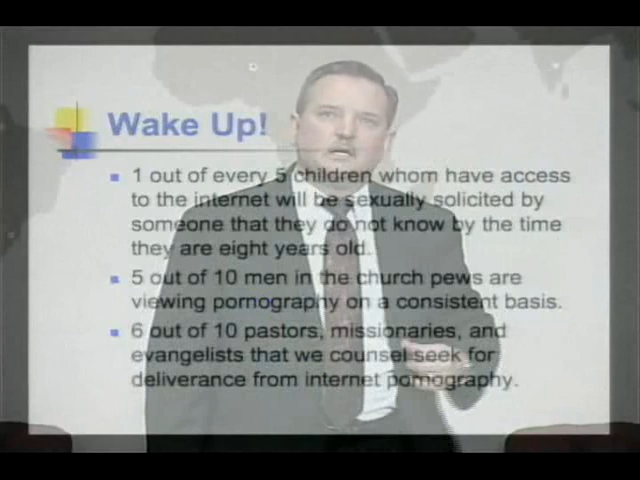 Wake Up!
1 out of every 5 children whom have access
to the internet will be sexually solicited by
someone that they do not know by the time
they are eight years old.
5 out of 10 men in the church pews are
viewing pornography on a consistent basis.
6 out of 10 pastors, missionaries, and
evangelists that we counsel seek for
deliverance from internet pornography.